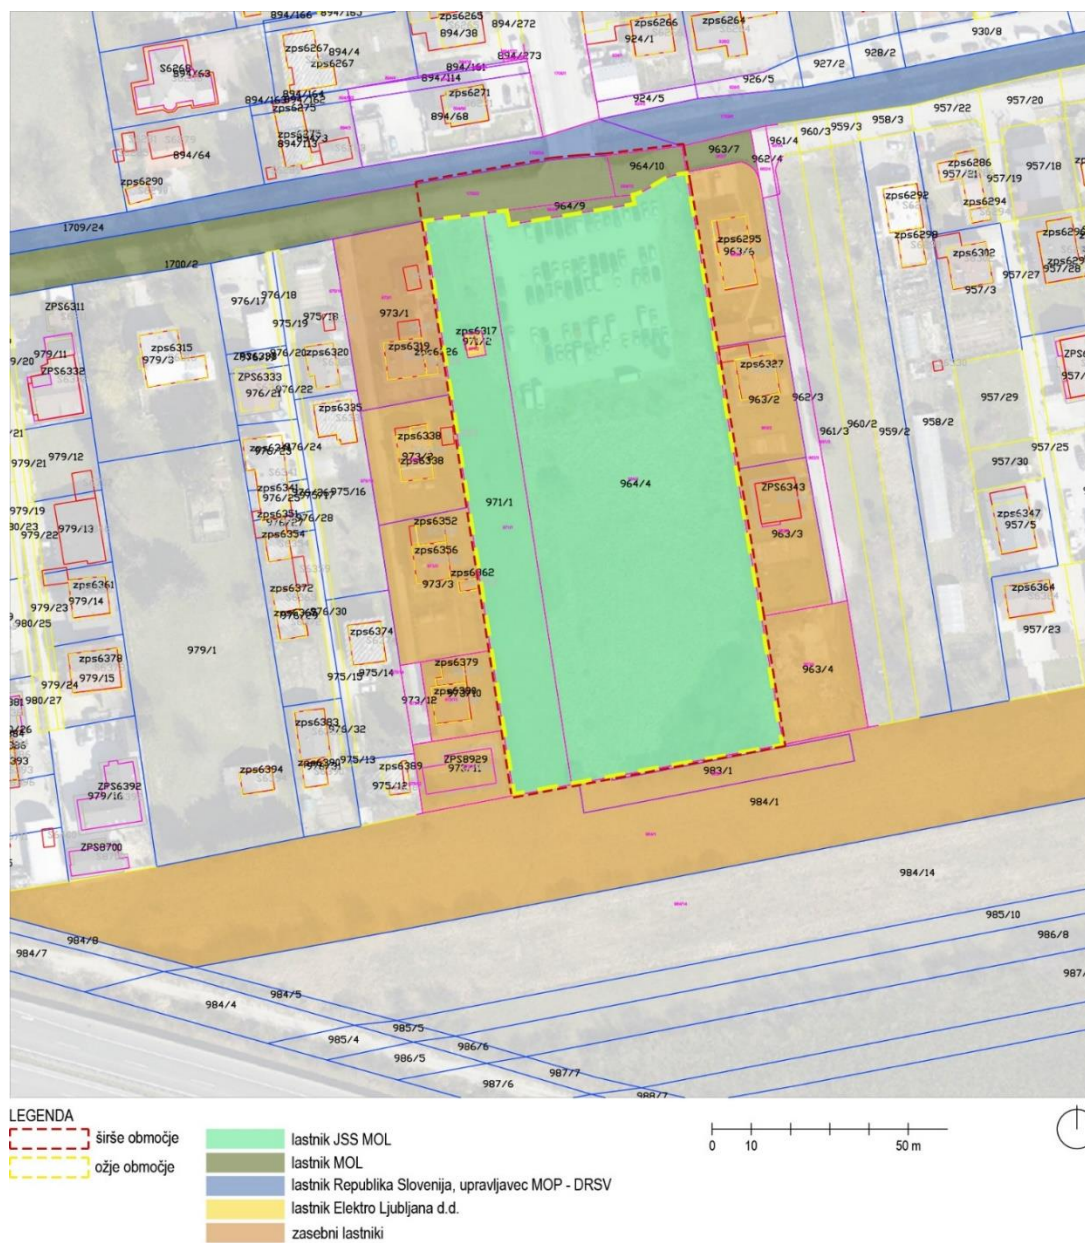 894/166
894/165
zps6265
894/38
894/272
zps6266
924/1
zps6264
930/8
928/2
927/2
zps6267
894/4
zps6267
S6268
894/63
894/161
894/114
894/273
926/5
924/5
894/164
894/162
zps6275
zps6271
894/68
957/20
957/22
958/3
959/3
960/3
961/4
894/64
894/113
963/7
962/4
964/10
957/18
zps6286
957/21
957/19
zps6290
zps6292
zps6294
964/9
1709/24
zps6295
963/6
zps6298
zps6302
957/3
957/27
957/28
1700/2
976/18
976/17
ZPS6311
973/1
975/19
zps6317
971/2
zps6315
979/3
zps6319
zps6320
979/11
ZPS6332
ZPS6333
976/21
976/22
zps6327
963/2
962/3
zps6335
961/3
960/2
959/2
958/2
957/29
979/12
979/21
976/24
976/23
zps6338
973/2
zps6338
957/25
957/30
975/16
971/1
964/4
ZPS6343
963/3
979/19
979/22
979/13
976/25
976/28
zps6354
zps6352
zps6356
973/3
zps6362
zps6347
957/5
zps6361
979/14
979/23
980/25
zps6372
976/30
zps6364
957/23
979/1
zps6374
975/14
975/15
963/4
zps6378
979/15
979/24
980/27
zps6379
973/12
zps6383
976/32
zps6394
zps6390
975/13
zps6389
975/12
ZPS8929
973/11
983/1
984/1
ZPS6392
979/16
ZPS8700
984/14
985/10
986/8
984/8
984/7
984/5
984/4
985/5
985/4
986/6
986/5
987/7
987/6
988/7
LEGENDA
širše območje
ožje območje
lastnik JSS MOL
lastnik MOL
lastnik Republika Slovenija, upravljavec MOP - DRSV
lastnik Elektro Ljubljana d.d.
zasebni lastniki
0 10 50 m